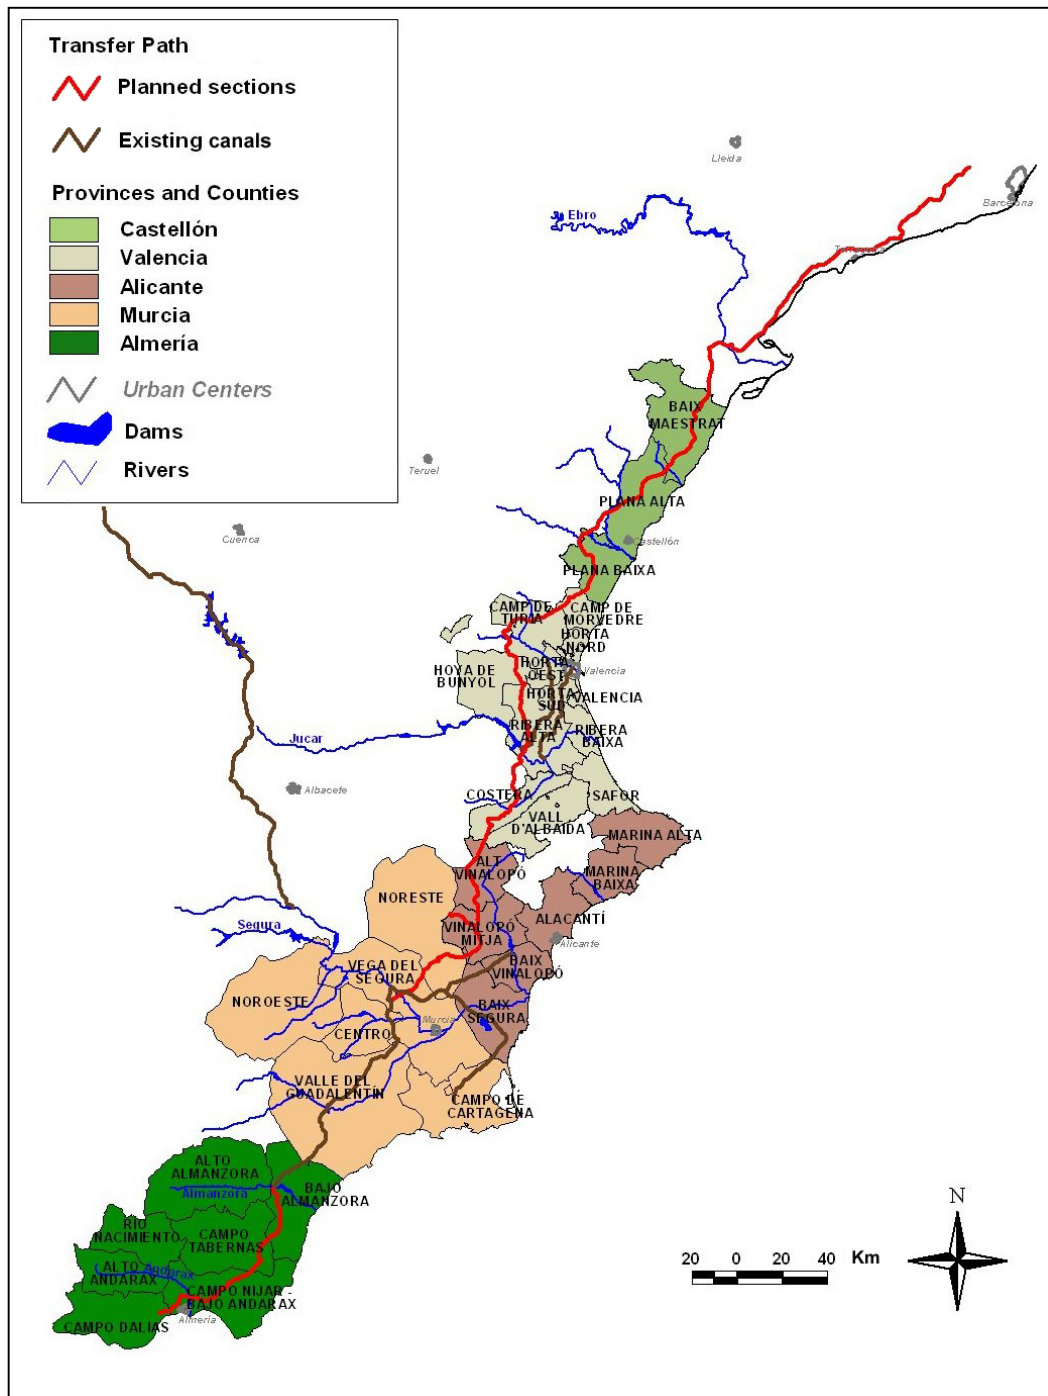 Transfer Path
Planned sections
Existing canals
Provinces and Counties
Castellón
Valencia
Alicante
Murcia
Almería
Urban Centers
Dams
Rivers
Lleida
Barcelona
Ebro
BAIX
MAESTRAT
Teruel
PLANA ALTA
Cuenca
Castellón
PLANA BAIXA
CAMP DE
TURIA
CAMP DE
MORVEDRE
HORTA
NORD
HOYA DE
BUNYOL
HORTA
OEST
Valencia
HORTA
SUD
VALENCIA
RIBERA
ALTA
RIBERA
BAIXA
Jucar
Albacete
COSTERA
SAFOR
VALL
D'ALBAIDA
MARINA ALTA
ALT
VINALOPÓ
MARINA
BAIXA
NORESTE
ALACANTÍ
Segura
VINALOPÓ
MITJA
Alicante
VEGA DEL
SEGURA
BAIX
VINALOPÓ
NOROESTE
BAIX
SEGURA
Murcia
CENTRO
VALLE DEL
GUADALENTÍN
CAMPO DE
CARTAGENA
ALTO
ALMANZORA
Almanzora
BAJO
ALMANZORA
RIO
NACIMIENTO
CAMPO
TABERNAS
ALTO
ANDARAX
Andarax
CAMPO NIJAR -
BAJO ANDARAX
CAMPO DALIAS
Almería
N
20 0 20 40 Km